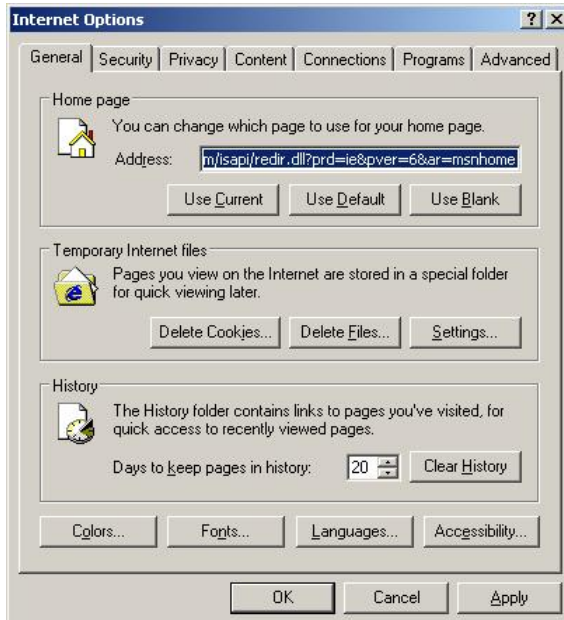 Internet Options
General Security Privacy Content Connections Programs Advanced
Home page
You can change which page to use for your home page.
Address: m/isapi/redir.dll?prd=ie&pver=6&ar=msnhome
Use Current Use Default Use Blank
Temporary Internet files
Pages you view on the Internet are stored in a special folder
for quick viewing later.
Delete Cookies... Delete Files... Settings...
History
The History folder contains links to pages you've visited, for
quick access to recently viewed pages.
Days to keep pages in history: 20 Clear History
Colors... Fonts... Languages... Accessibility...
OK Cancel Apply